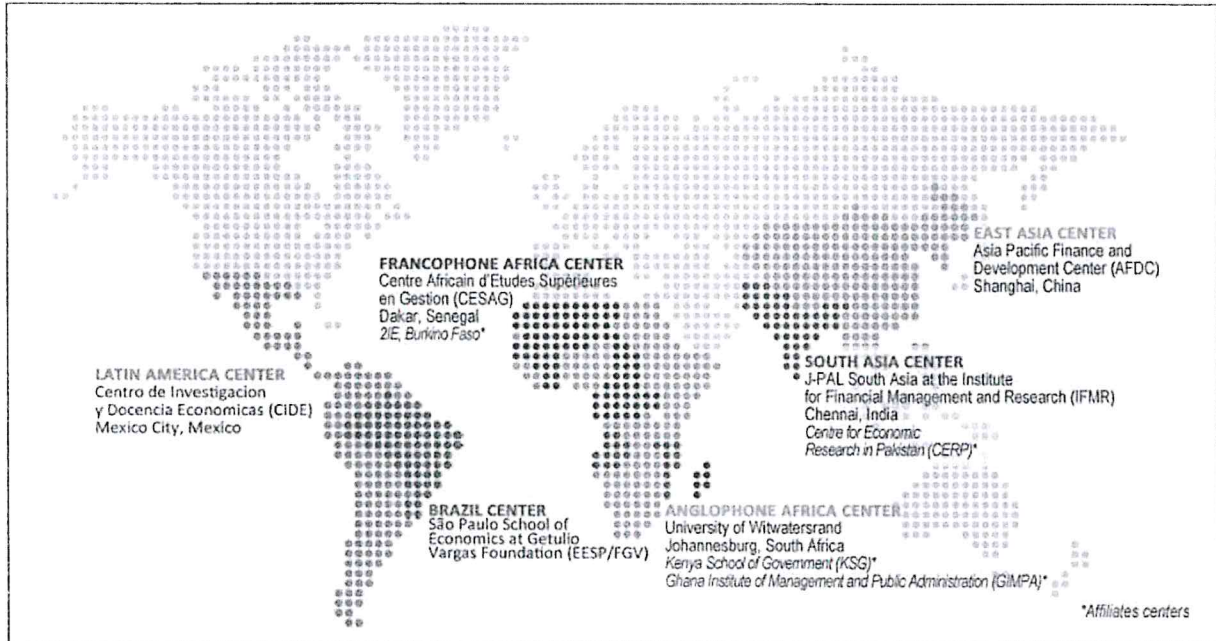 EAST ASIA CENTER
Asia Pacific Finance and
Development Center (AFDC)
Shanghai, China
FRANCOPHONE AFRICA CENTER
Centre Africain d'Etudes Supérieures
en Gestion (CESAG)
Dakar, Senegal
2iE, Burkino Faso*
LATIN AMERICA CENTER
Centro de Investigacion
y Docencia Economicas (CIDE)
Mexico City, Mexico
SOUTH ASIA CENTER
J-PAL South Asia at the Institute
for Financial Management and Research (IFMR)
Chennai, India
Centre for Economic
Research in Pakistan (CERP)*
BRAZIL CENTER
São Paulo School of
Economics at Getulio
Vargas Foundation (EESP/FGV)
ANGLOPHONE AFRICA CENTER
University of Witwatersrand
Johannesburg, South Africa
Kenya School of Government (KSG)*
Ghana Institute of Management and Public Administration (GIMPA)*
*Affiliates centers